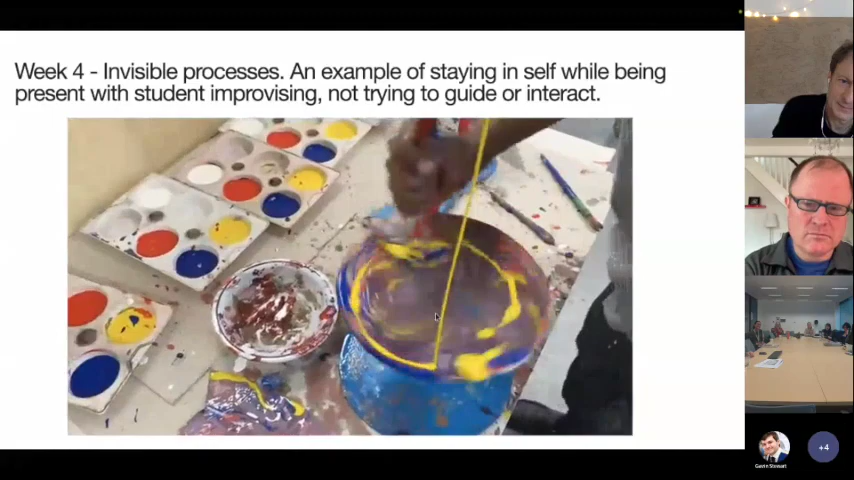 Week 4 - Invisible processes. An example of staying in self while being
present with student improvising, not trying to guide or interact.
Gavin Stewart
+4